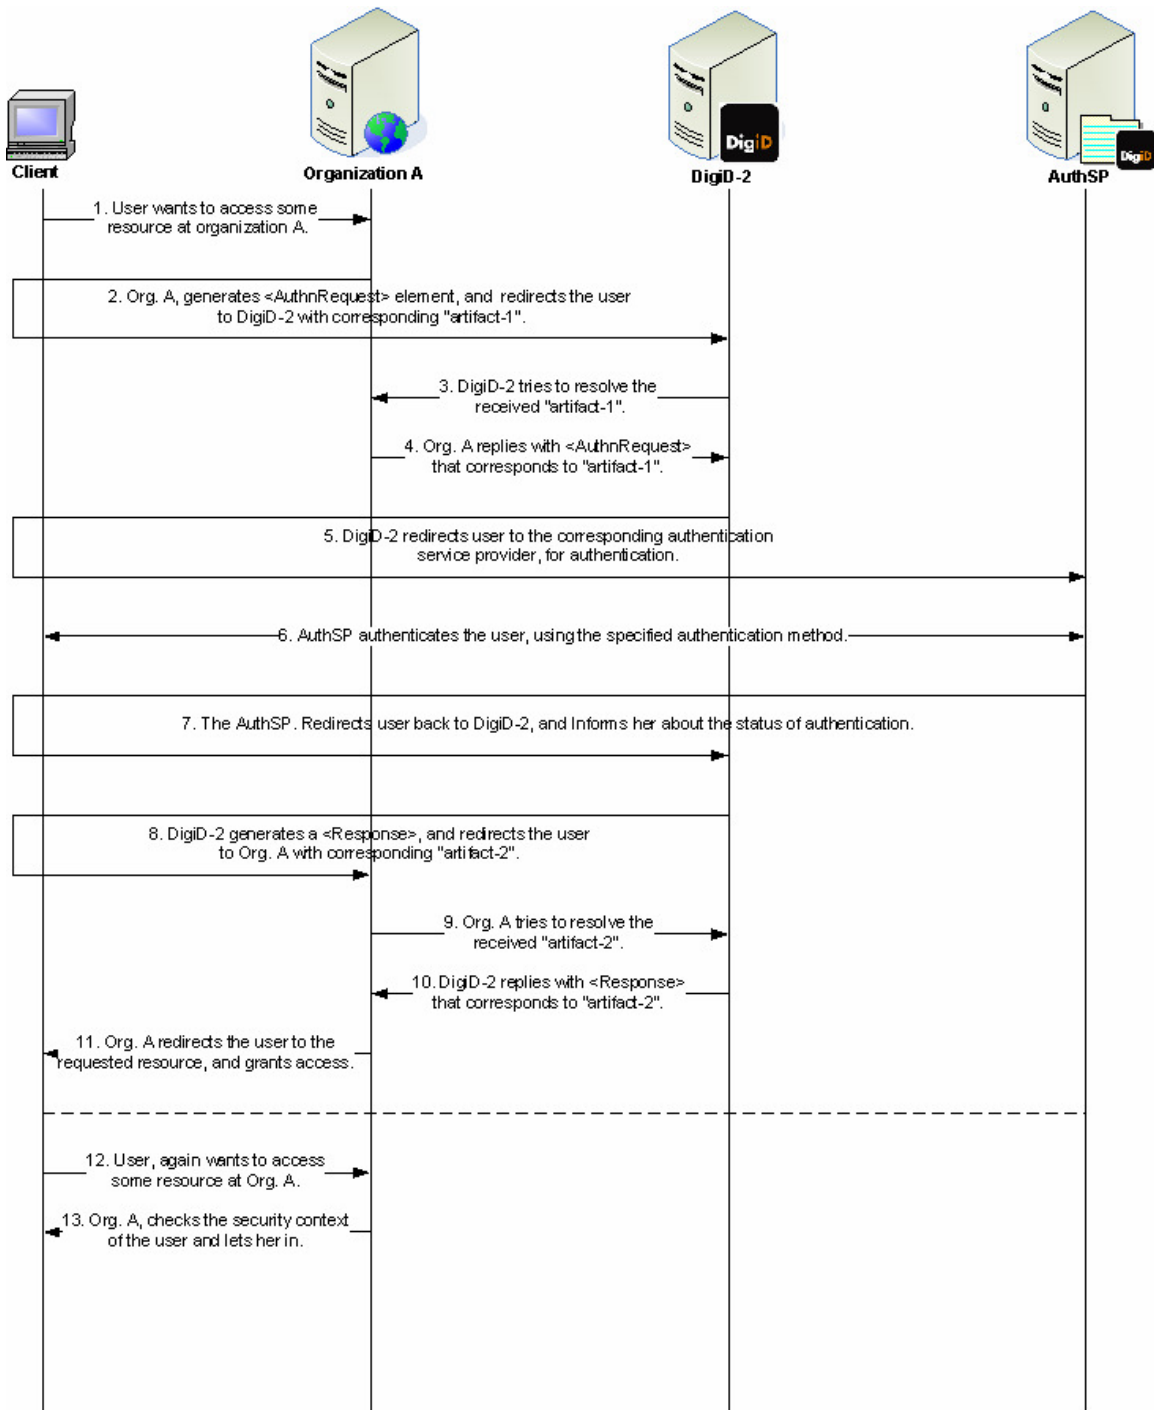 DigiD
DigiD
Client
Organization A
DigiD-2
AuthSP
1. User wants to access some
resource at organization A.
2. Org. A, generates <AuthnRequest> element, and redirects the user
to DigiD-2 with corresponding "artifact-1".
3. DigiD-2 tries to resolve the
received "artifact-1".
4. Org. A replies with <AuthnRequest>
that corresponds to "artifact-1".
5. DigiD-2 redirects user to the corresponding authentication
service provider, for authentication.
6. AuthSP authenticates the user, using the specified authentication method.
7. The AuthSP. Redirects user back to DigiD-2, and Informs her about the status of authentication.
8. DigiD-2 generates a <Response>, and redirects the user
to Org. A with corresponding "artifact-2".
9. Org. A tries to resolve the
received "artifact-2".
10. DigiD-2 replies with <Response>
that corresponds to "artifact-2".
11. Org. A redirects the user to the
requested resource, and grants access.
12. User, again wants to access
some resource at Org. A.
13. Org. A, checks the security context
of the user and lets her in.